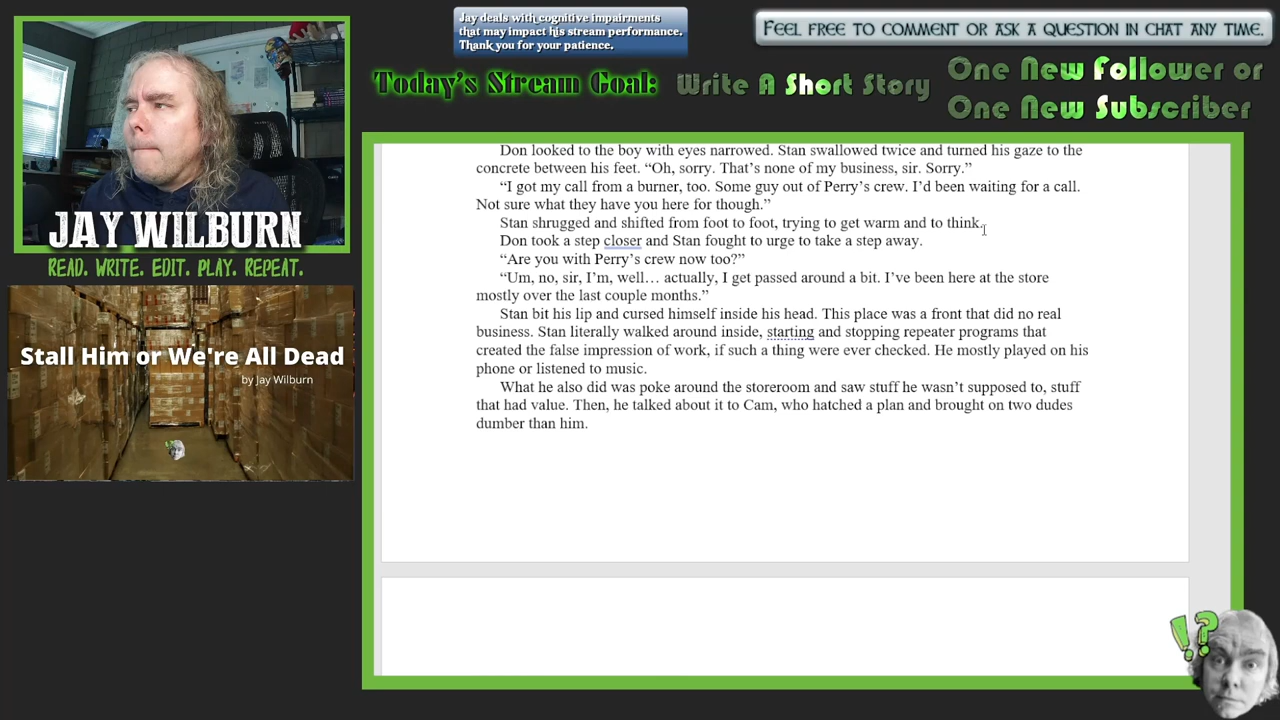 Jay deals with cognitive impairments
that may impact his stream performance.
Thank you for your patience.
Feel free to comment or ask a question in chat any time.
Today's Stream Goal:
Write A Short Story
One New Follower or
One New Subscriber
JAY WILBURN
READ. WRITE. EDIT. PLAY. REPEAT.
Stall Him or We're All Dead
by Jay Wilburn
Don looked to the boy with eyes narrowed. Stan swallowed twice and turned his gaze to the
concrete between his feet. “Oh, sorry. That’s none of my business, sir. Sorry.”
“I got my call from a burner, too. Some guy out of Perry’s crew. I’d been waiting for a call.
Not sure what they have you here for though.”
Stan shrugged and shifted from foot to foot, trying to get warm and to think.
Don took a step closer and Stan fought to urge to take a step away.
“Are you with Perry’s crew now too?”
“Um, no, sir, I’m, well… actually, I get passed around a bit. I’ve been here at the store
mostly over the last couple months.”
Stan bit his lip and cursed himself inside his head. This place was a front that did no real
business. Stan literally walked around inside, starting and stopping repeater programs that
created the false impression of work, if such a thing were ever checked. He mostly played on his
phone or listened to music.
What he also did was poke around the storeroom and saw stuff he wasn’t supposed to, stuff
that had value. Then, he talked about it to Cam, who hatched a plan and brought on two dudes
dumber than him.
!?